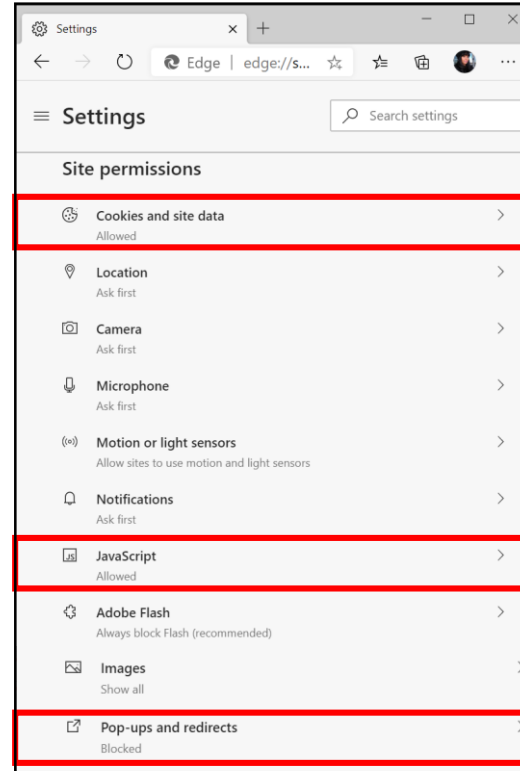 Settings
Edge | edge://s...
Settings
Search settings
Site permissions
Cookies and site data
Allowed
Location
Ask first
Camera
Ask first
Microphone
Ask first
Motion or light sensors
Allow sites to use motion and light sensors
Notifications
Ask first
JS
JavaScript
Allowed
Adobe Flash
Always block Flash (recommended)
Images
Show all
Pop-ups and redirects
Blocked